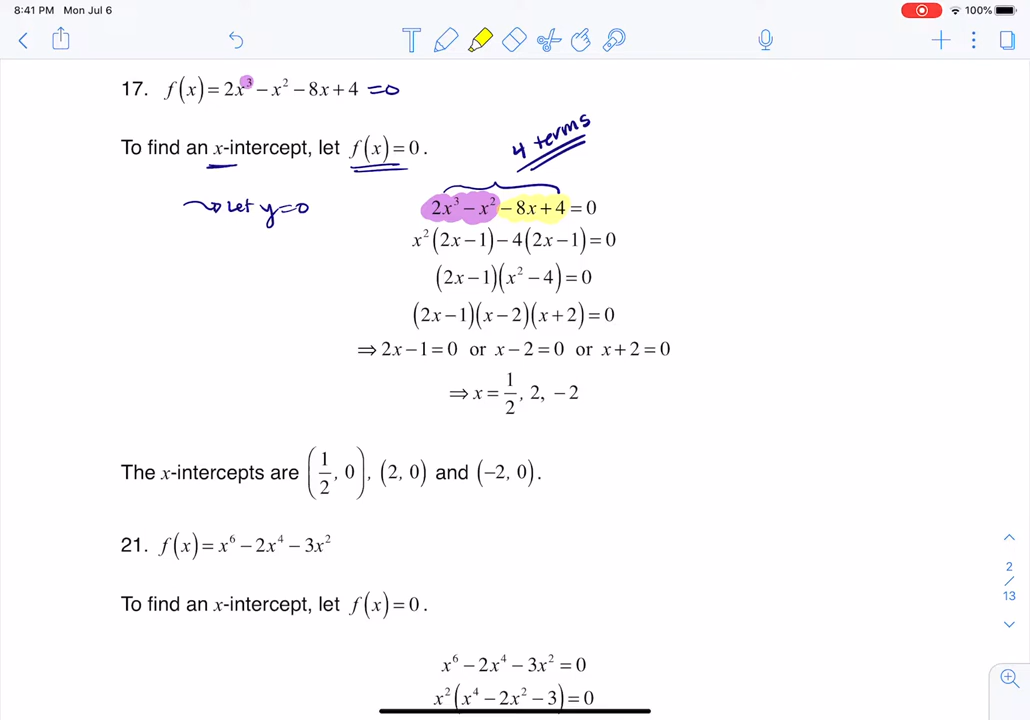 8:41 PM Mon Jul 6 100%
17. f(x) = 2x³ − x² − 8x + 4 =0
To find an x-intercept, let f(x) = 0.
4 terms
let y=0
2x³ − x² − 8x + 4 = 0
x²(2x − 1) − 4(2x − 1) = 0
(2x − 1)(x² − 4) = 0
(2x − 1)(x − 2)(x + 2) = 0
⇒ 2x − 1 = 0 or x − 2 = 0 or x + 2 = 0
⇒ x = 1/2, 2, −2
The x-intercepts are (1/2, 0), (2, 0) and (−2, 0).
21. f(x) = x⁶ − 2x⁴ − 3x²
2
/
13
To find an x-intercept, let f(x) = 0.
x⁶ − 2x⁴ − 3x² = 0
x²(x⁴ − 2x² − 3) = 0